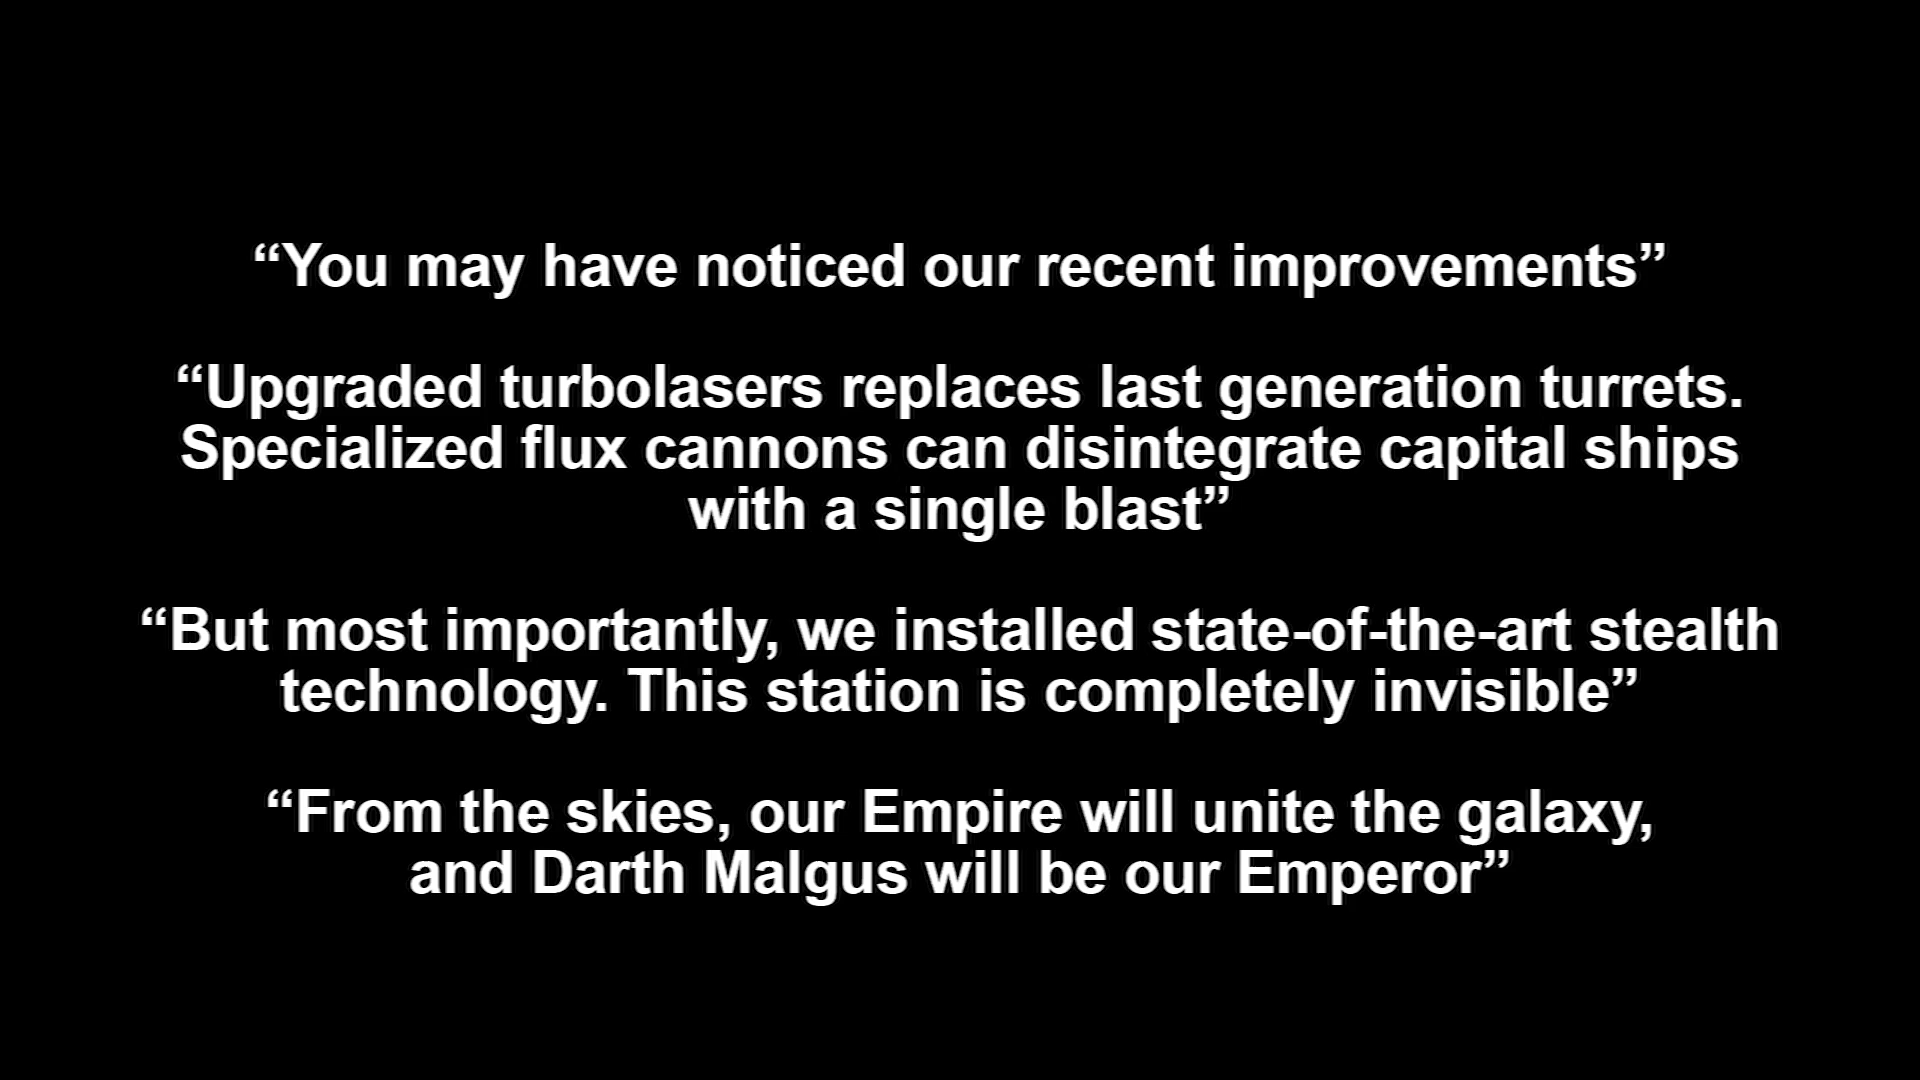 “You may have noticed our recent improvements”
“Upgraded turbolasers replaces last generation turrets.
Specialized flux cannons can disintegrate capital ships
with a single blast”
“But most importantly, we installed state-of-the-art stealth
technology. This station is completely invisible”
“From the skies, our Empire will unite the galaxy,
and Darth Malgus will be our Emperor”